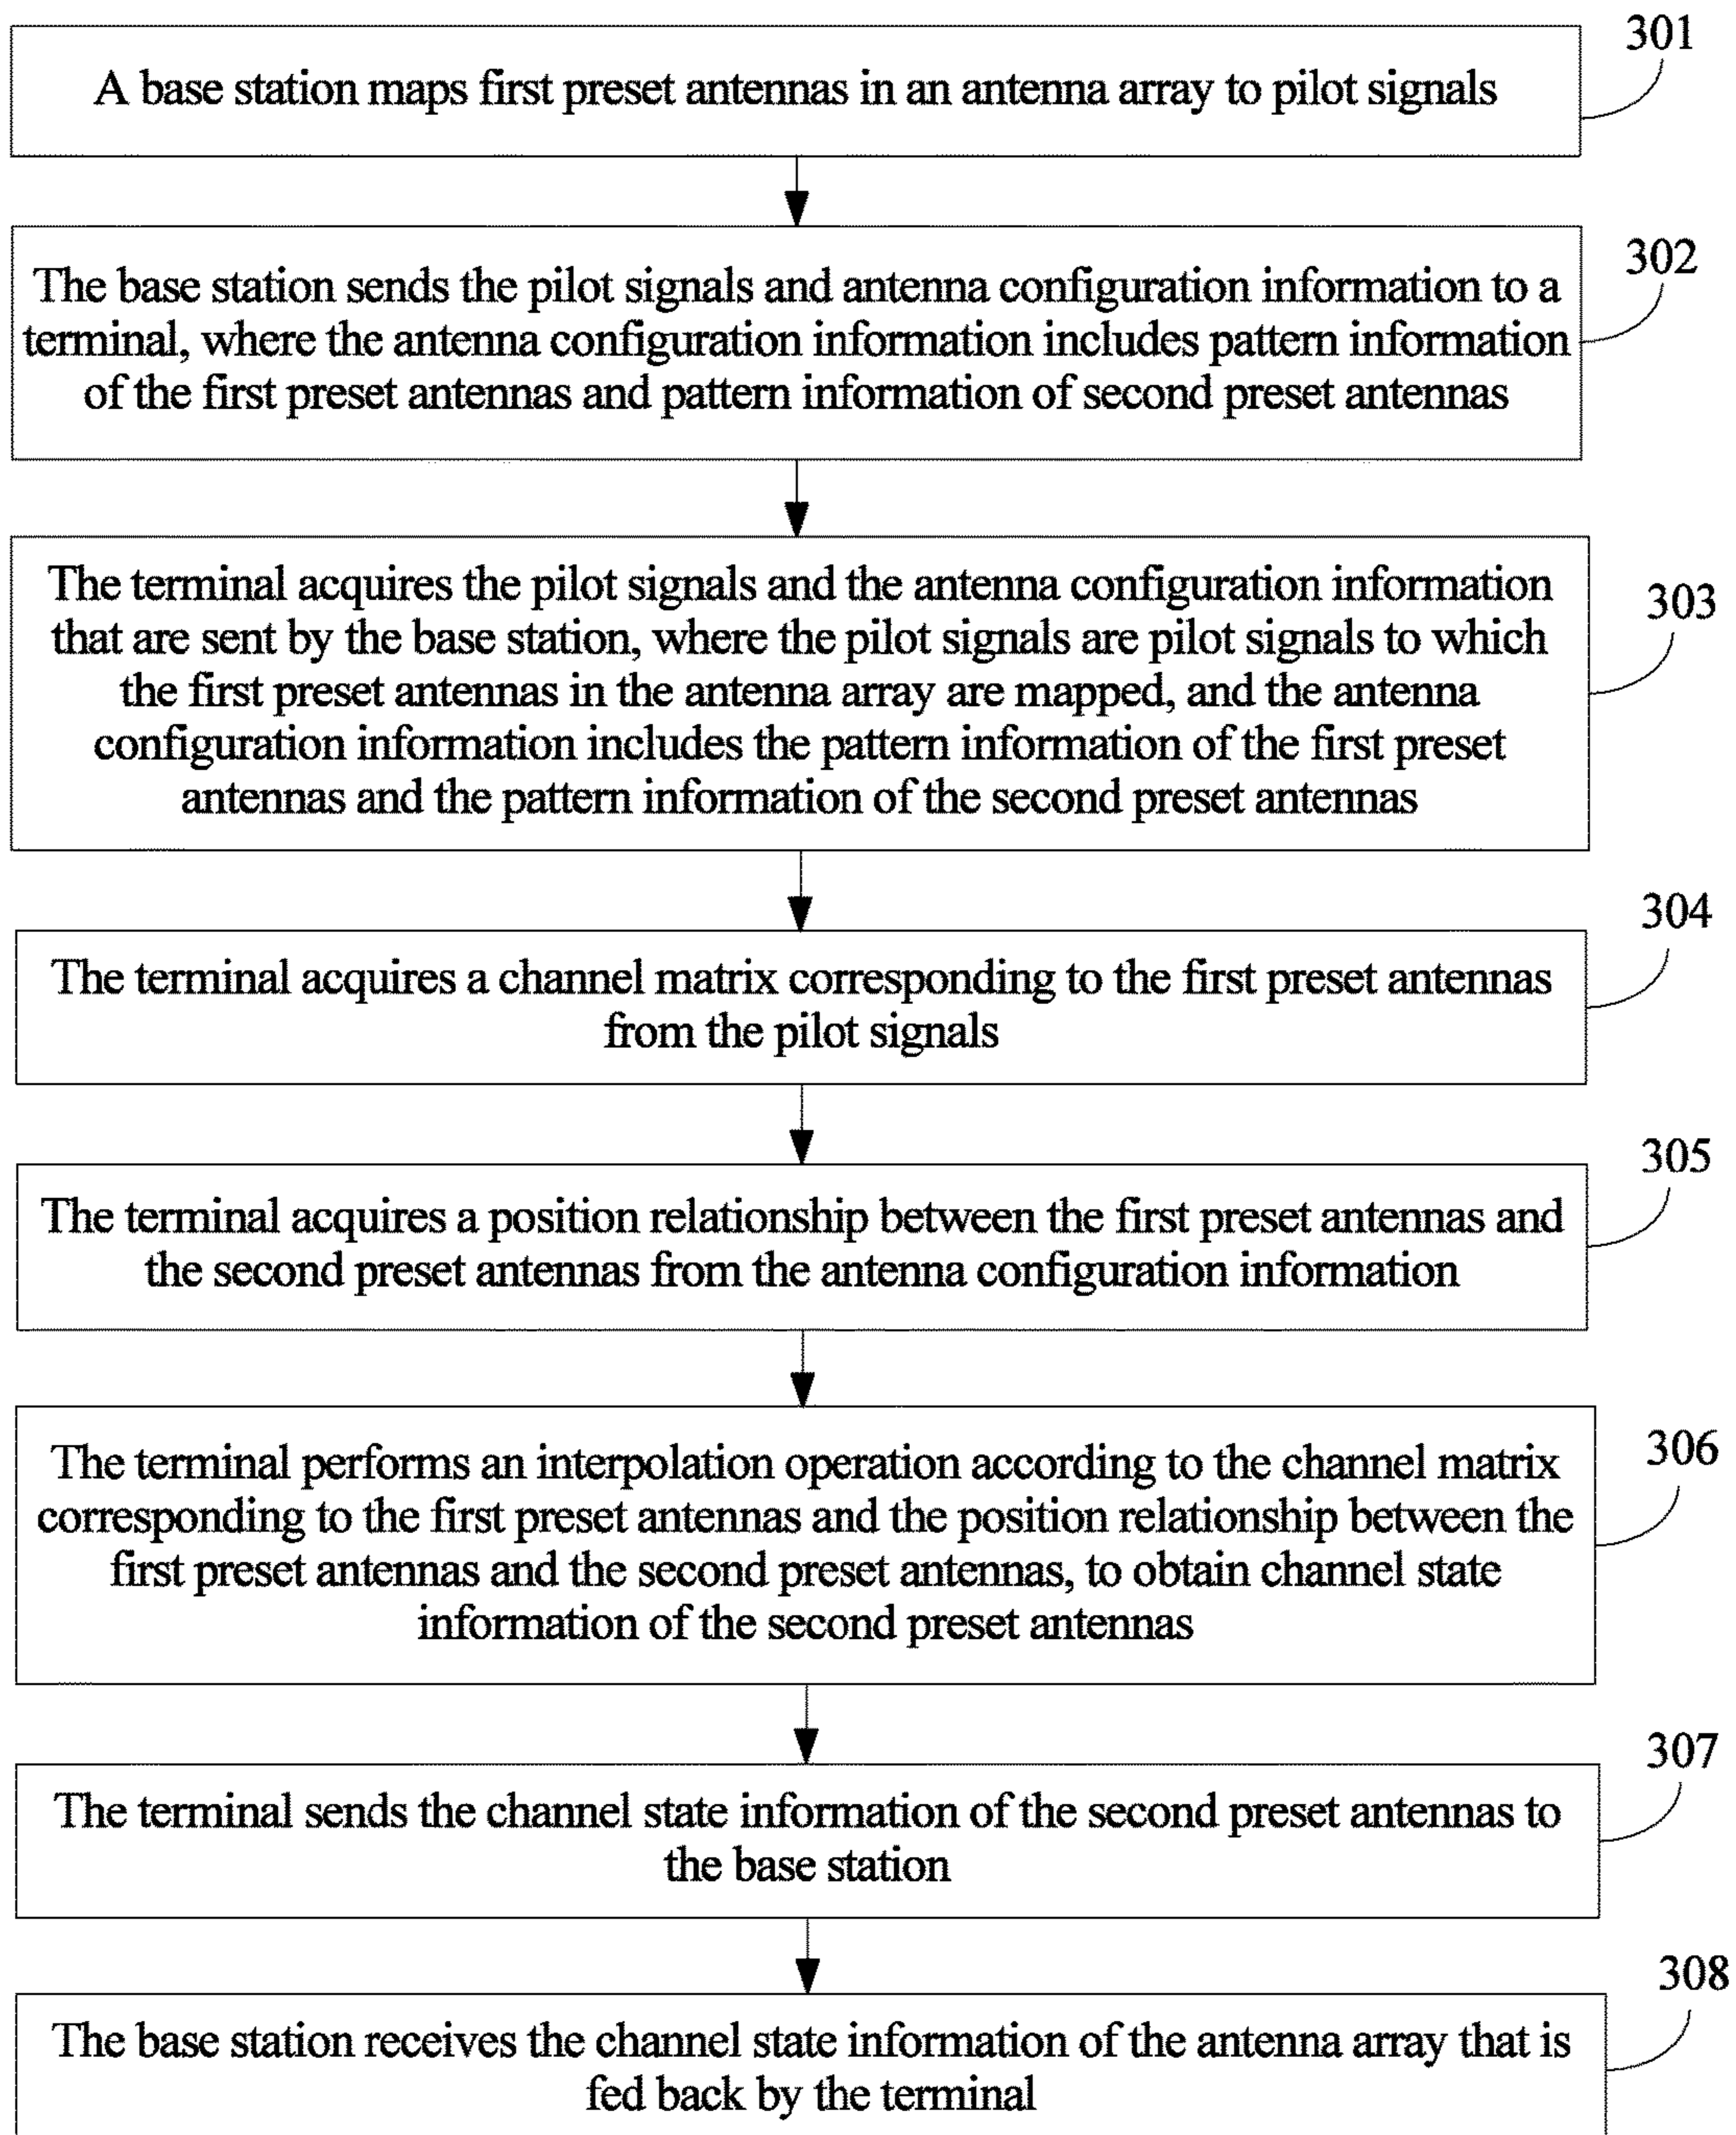 301
A base station maps first preset antennas in an antenna array to pilot signals
302
The base station sends the pilot signals and antenna configuration information to a
terminal, where the antenna configuration information includes pattern information
of the first preset antennas and pattern information of second preset antennas
303
The terminal acquires the pilot signals and the antenna configuration information
that are sent by the base station, where the pilot signals are pilot signals to which
the first preset antennas in the antenna array are mapped, and the antenna
configuration information includes the pattern information of the first preset
antennas and the pattern information of the second preset antennas
304
The terminal acquires a channel matrix corresponding to the first preset antennas
from the pilot signals
305
The terminal acquires a position relationship between the first preset antennas and
the second preset antennas from the antenna configuration information
306
The terminal performs an interpolation operation according to the channel matrix
corresponding to the first preset antennas and the position relationship between the
first preset antennas and the second preset antennas, to obtain channel state
information of the second preset antennas
307
The terminal sends the channel state information of the second preset antennas to
the base station
308
The base station receives the channel state information of the antenna array that is
fed back by the terminal